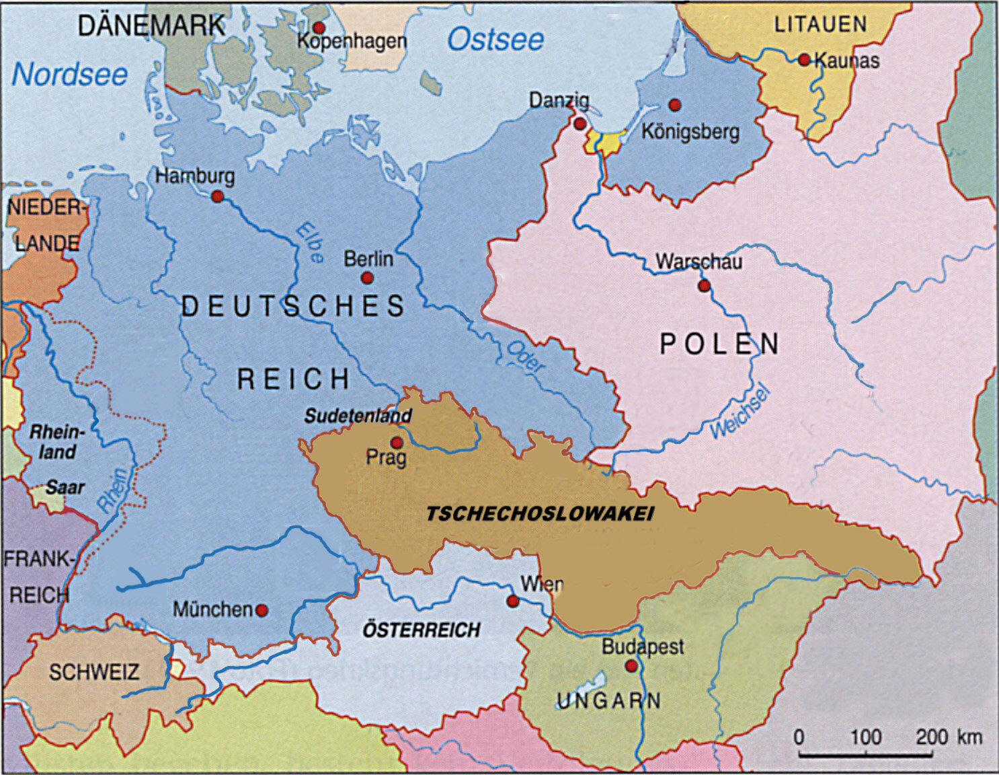 DÄNEMARK
Kopenhagen
Ostsee
LITAUEN
Nordsee
Kaunas
Danzig
Königsberg
Hamburg
NIEDER-
LANDE
Elbe
Berlin
Warschau
DEUTSCHES
REICH
POLEN
Oder
Weichsel
Sudetenland
Prag
Rhein-
land
Saar
Rhein
TSCHECHOSLOWAKEI
FRANK-
REICH
München
Wien
ÖSTERREICH
Budapest
SCHWEIZ
UNGARN
0 100 200 km